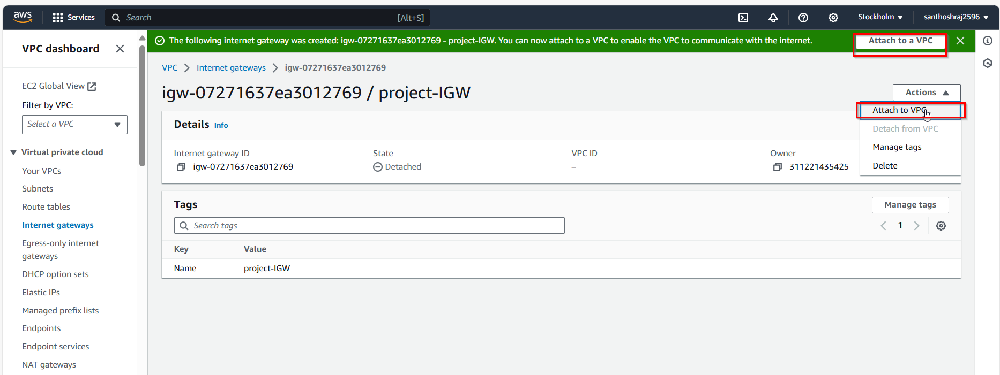 aws
Services
Search
[Alt+S]
Stockholm
santhoshraj2596
VPC dashboard
EC2 Global View
Filter by VPC:
Select a VPC
Virtual private cloud
Your VPCs
Subnets
Route tables
Internet gateways
Egress-only internet
gateways
DHCP option sets
Elastic IPs
Managed prefix lists
Endpoints
Endpoint services
NAT gateways
The following internet gateway was created: igw-07271637ea3012769 - project-IGW. You can now attach to a VPC to enable the VPC to communicate with the internet.
Attach to a VPC
VPC
Internet gateways
igw-07271637ea3012769
igw-07271637ea3012769 / project-IGW
Actions
Attach to VPC
Detach from VPC
Manage tags
Delete
Details
Info
Internet gateway ID
igw-07271637ea3012769
State
Detached
VPC ID
–
Owner
311221435425
Tags
Manage tags
Search tags
1
Key
Value
Name
project-IGW